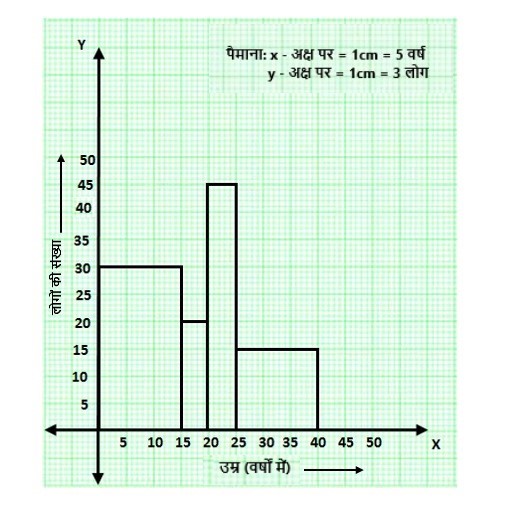 Y
पैमाना: x - अक्ष पर = 1cm = 5 वर्ष
y - अक्ष पर = 1cm = 3 लोग
50
45
40
35
30
25
20
15
10
5
लोगों की संख्या
5 10 15 20 25 30 35 40 45 50
X
उम्र (वर्षों में)